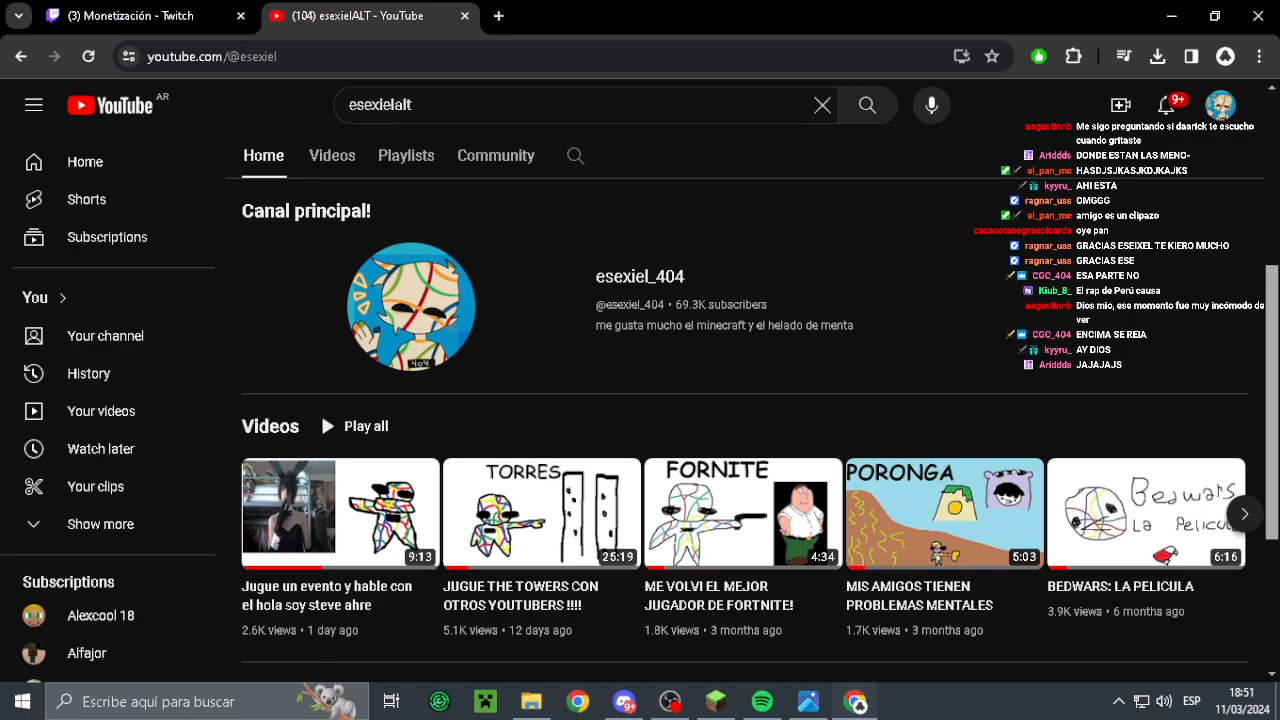 (3) Monetización - Twitch
(104) esexielALT - YouTube
youtube.com/@esexiel
YouTube AR
esexielalt
9+
Home
Shorts
Subscriptions
You
Your channel
History
Your videos
Watch later
Your clips
Show more
Subscriptions
Alexcool 18
Alfajor
Home Videos Playlists Community
Canal principal!
404
esexiel_404
@esexiel_404 • 69.3K subscribers
me gusta mucho el minecraft y el helado de menta
aagustinnb Me sigo preguntando si daarick te escucho
cuando gritaste
Ariddds DONDE ESTAN LAS MENO-
el_pan_mc HASDJSJKASJKDJKAJKS
kyyru_ AHI ESTA
ragnar_uss OMGGG
el_pan_mc amigo es un clipazo
cacasotanegraepicarda oye pan
ragnar_uss GRACIAS ESEIXEL TE KIERO MUCHO
ragnar_uss GRACIAS ESE
CGC_404 ESA PARTE NO
Kiub_8_ El rap de Perú causa
aagustinnb Dios mio, ese momento fue muy incómodo de
ver
CGC_404 ENCIMA SE REIA
kyyru_ AY DIOS
Ariddds JAJAJAJS
Videos Play all
9:13
Jugue un evento y hable con
el hola soy steve ahre
2.6K views • 1 day ago
TORRES
25:19
JUGUE THE TOWERS CON
OTROS YOUTUBERS !!!!
5.1K views • 12 days ago
FORNITE
4:34
ME VOLVI EL MEJOR
JUGADOR DE FORTNITE!
1.8K views • 3 months ago
PORONGA
5:03
MIS AMIGOS TIENEN
PROBLEMAS MENTALES
1.7K views • 3 months ago
Bedwars
La Pelicul
6:16
BEDWARS: LA PELICULA
3.9K views • 6 months ago
Escribe aquí para buscar
9+
ESP
18:51
11/03/2024